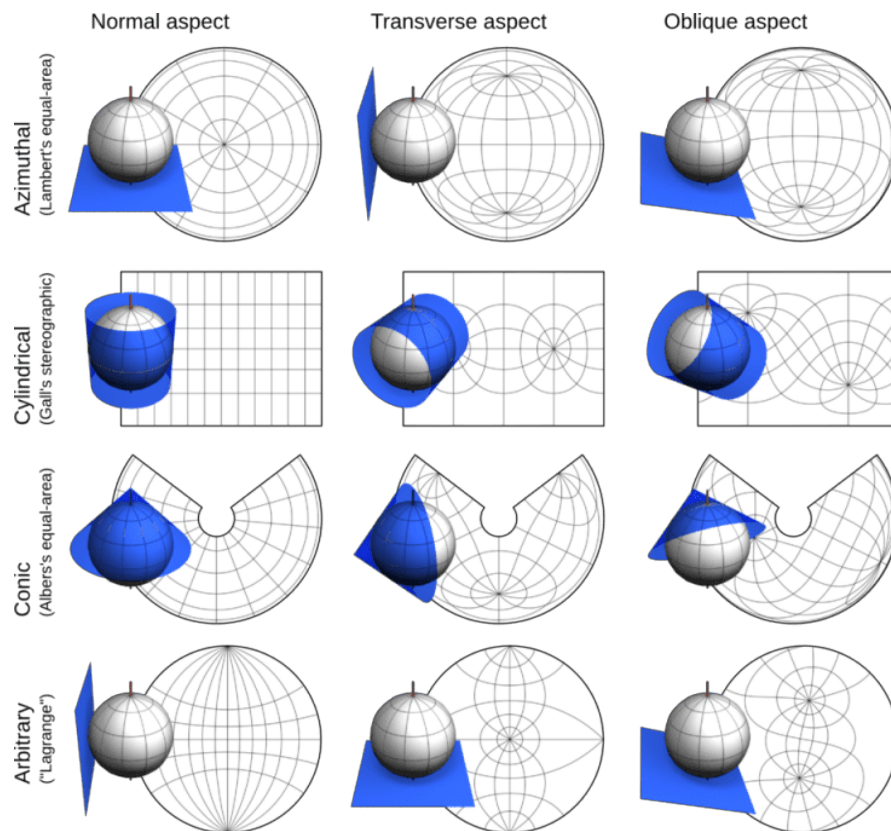 Normal aspect
Transverse aspect
Oblique aspect
Azimuthal
(Lambert's equal-area)
Cylindrical
(Gall's stereographic)
Conic
(Albers's equal-area)
Arbitrary
("Lagrange")